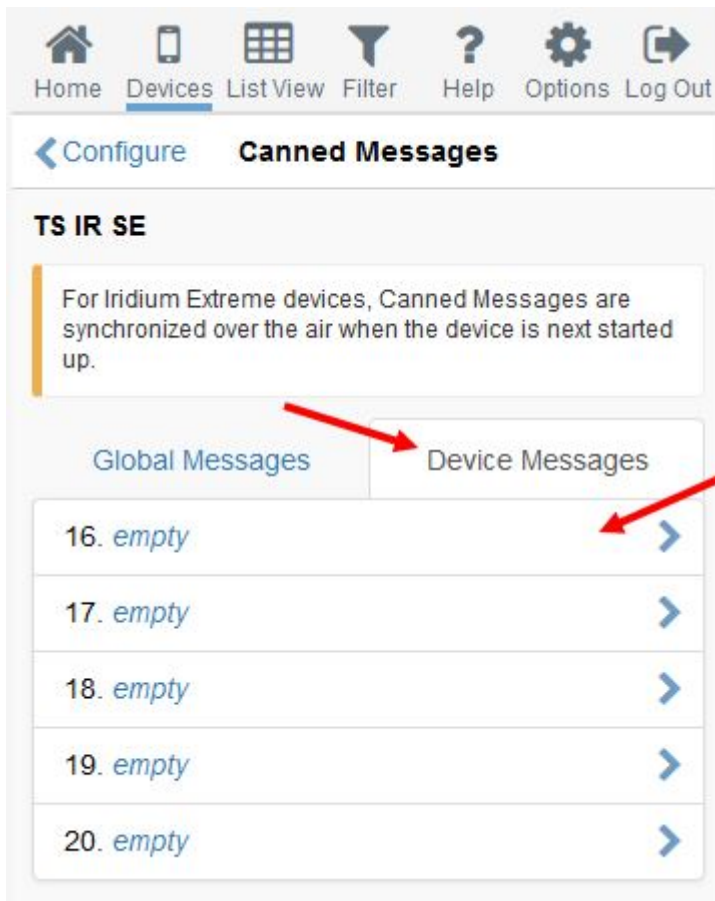 Home Devices List View Filter Help Options Log Out
Configure Canned Messages
TS IR SE
For Iridium Extreme devices, Canned Messages are
synchronized over the air when the device is next started
up.
Global Messages Device Messages
16. empty
17. empty
18. empty
19. empty
20. empty